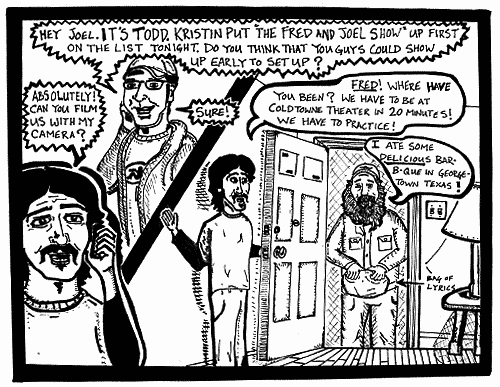 HEY JOEL. IT'S TODD. KRISTIN PUT "THE FRED AND JOEL SHOW" UP FIRST
ON THE LIST TONIGHT. DO YOU THINK THAT YOU GUYS COULD SHOW
UP EARLY TO SET UP?
ABSOLUTELY!
CAN YOU FILM
US WITH MY
CAMERA?
SURE!
FRED! WHERE HAVE
YOU BEEN? WE HAVE TO BE AT
COLDTOWNE THEATER IN 20 MINUTES!
WE HAVE TO PRACTICE!
I ATE SOME
DELICIOUS BAR-
B-QUE IN GEORGE-
TOWN TEXAS!
BAG OF
LYRICS